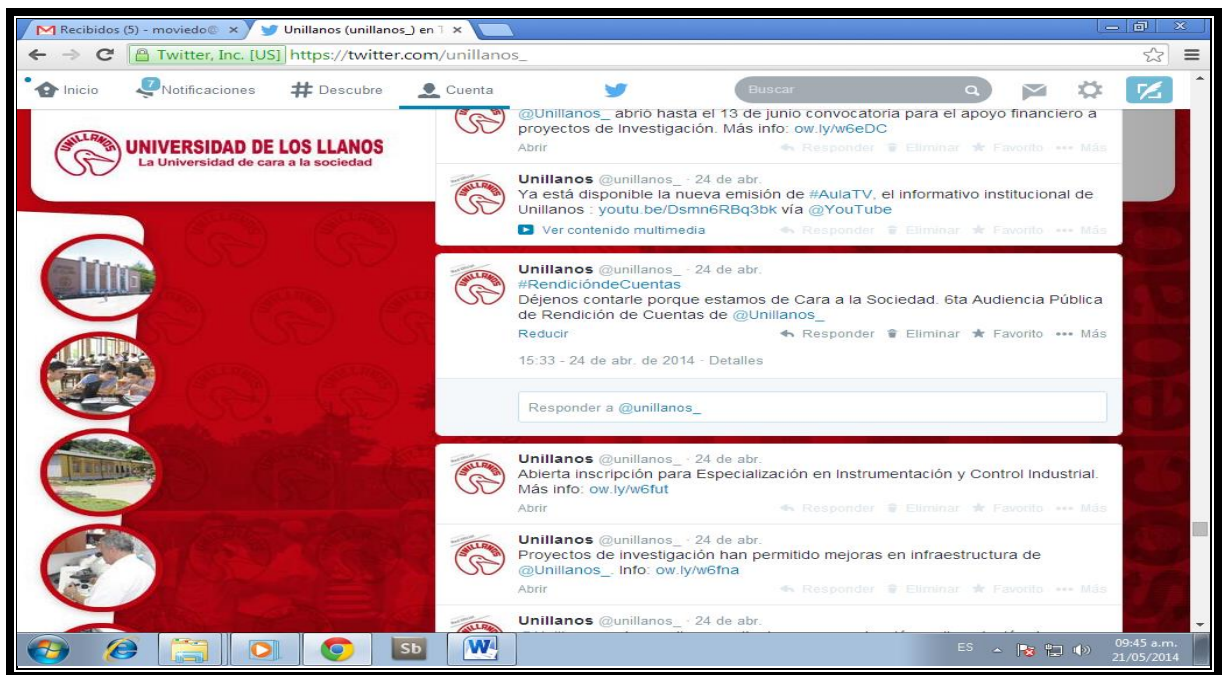 Recibidos (5) - moviedo@
Unillanos (unillanos_) en T
Twitter, Inc. [US] https://twitter.com/unillanos_
Inicio 7 Notificaciones # Descubre Cuenta Buscar
UNILLANOS
UNIVERSIDAD DE LOS LLANOS
La Universidad de cara a la sociedad
@Unillanos_ abrió hasta el 13 de junio convocatoria para el apoyo financiero a
proyectos de Investigación. Más info: ow.ly/w6eDC
Abrir Responder Eliminar Favorito Más
Unillanos @unillanos_ · 24 de abr.
Ya está disponible la nueva emisión de #AulaTV, el informativo institucional de
Unillanos : youtu.be/Dsmn6RBq3bk vía @YouTube
Ver contenido multimedia Responder Eliminar Favorito Más
Unillanos @unillanos_ · 24 de abr.
#RendicióndeCuentas
Déjenos contarle porque estamos de Cara a la Sociedad. 6ta Audiencia Pública
de Rendición de Cuentas de @Unillanos_
Reducir Responder Eliminar Favorito Más
15:33 - 24 de abr. de 2014 · Detalles
Responder a @unillanos_
Unillanos @unillanos_ · 24 de abr.
Abierta inscripción para Especialización en Instrumentación y Control Industrial.
Más info: ow.ly/w6fut
Abrir Responder Eliminar Favorito Más
Unillanos @unillanos_ · 24 de abr.
Proyectos de investigación han permitido mejoras en infraestructura de
@Unillanos_. Info: ow.ly/w6fna
Abrir Responder Eliminar Favorito Más
Unillanos @unillanos_ · 24 de abr.
sociedad
Sb
ES
09:45 a.m.
21/05/2014